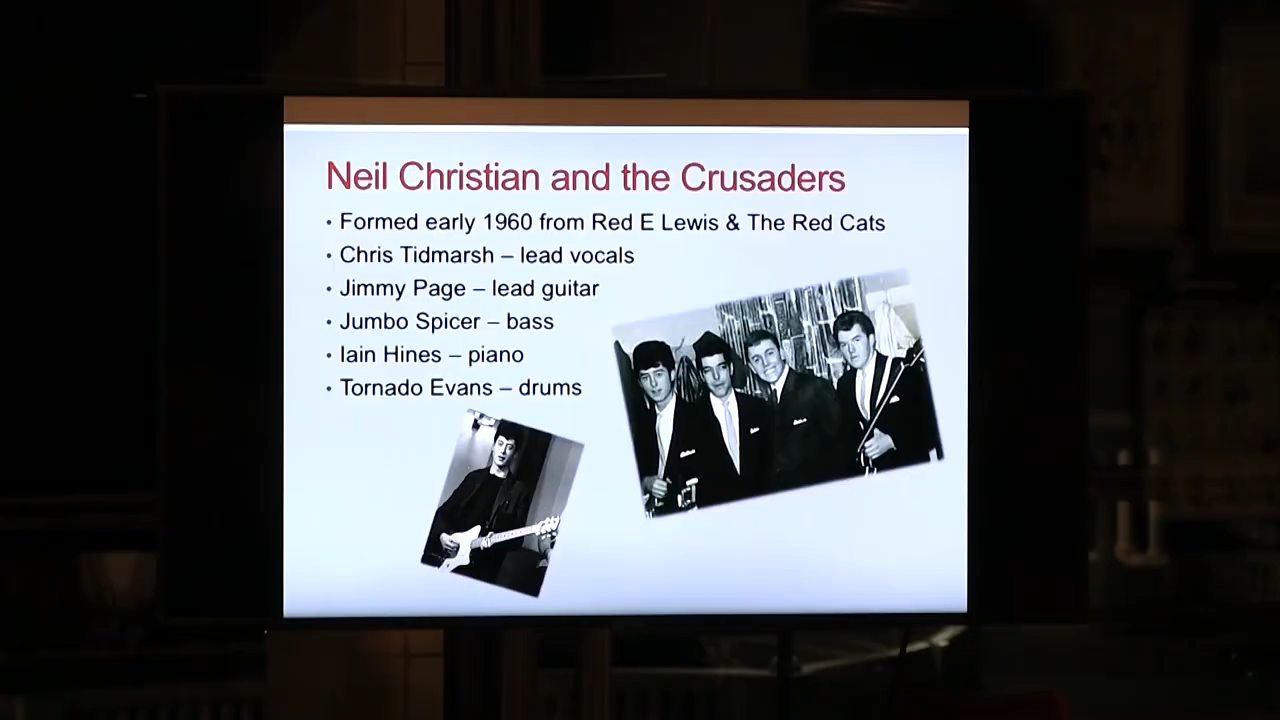 Neil Christian and the Crusaders
• Formed early 1960 from Red E Lewis & The Red Cats
• Chris Tidmarsh – lead vocals
• Jimmy Page – lead guitar
• Jumbo Spicer – bass
• Iain Hines – piano
• Tornado Evans – drums